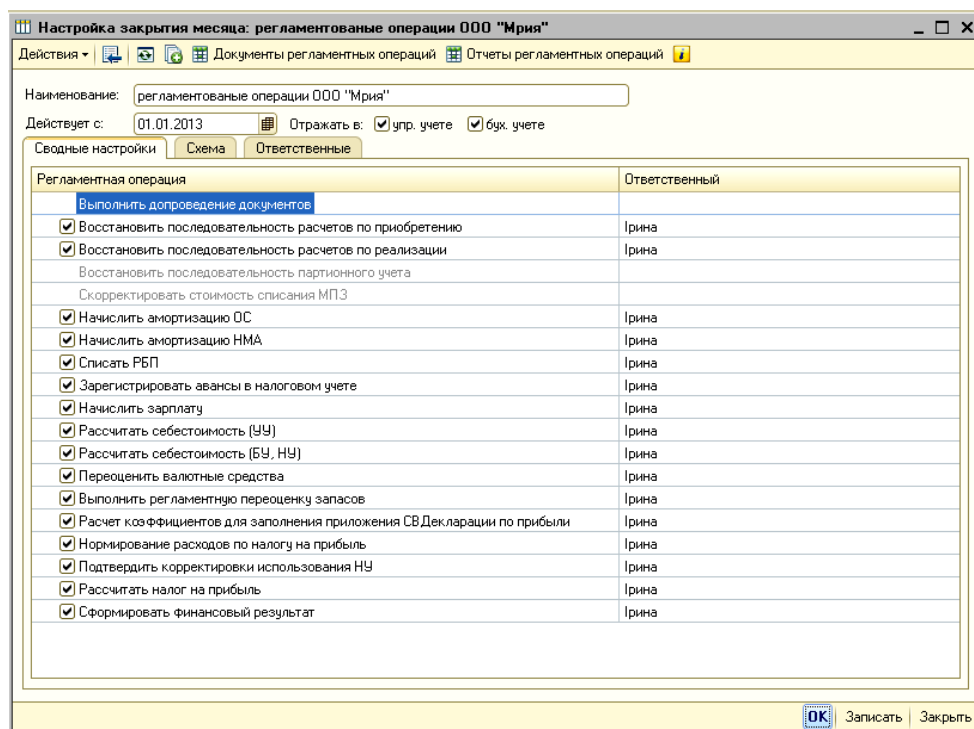 Настройка закрытия месяца: регламентованые операции ООО "Мрия"
Действия Документы регламентных операций Отчеты регламентных операций
Наименование: регламентованые операции ООО "Мрия"
Действует с: 01.01.2013 Отражать в: упр. учете бух. учете
Сводные настройки Схема Ответственные
Регламентная операция Ответственный
Выполнить допроведение документов
Восстановить последовательность расчетов по приобретению Ірина
Восстановить последовательность расчетов по реализации Ірина
Восстановить последовательность партионного учета
Скорректировать стоимость списания МПЗ
Начислить амортизацию ОС Ірина
Начислить амортизацию НМА Ірина
Списать РБП Ірина
Зарегистрировать авансы в налоговом учете Ірина
Начислить зарплату Ірина
Рассчитать себестоимость (УУ) Ірина
Рассчитать себестоимость (БУ, НУ) Ірина
Переоценить валютные средства Ірина
Выполнить регламентную переоценку запасов Ірина
Расчет коэффициентов для заполнения приложения СВ Декларации по прибыли Ірина
Нормирование расходов по налогу на прибыль Ірина
Подтвердить корректировки использования НУ Ірина
Рассчитать налог на прибыль Ірина
Сформировать финансовый результат Ірина
OK Записать Закрыть